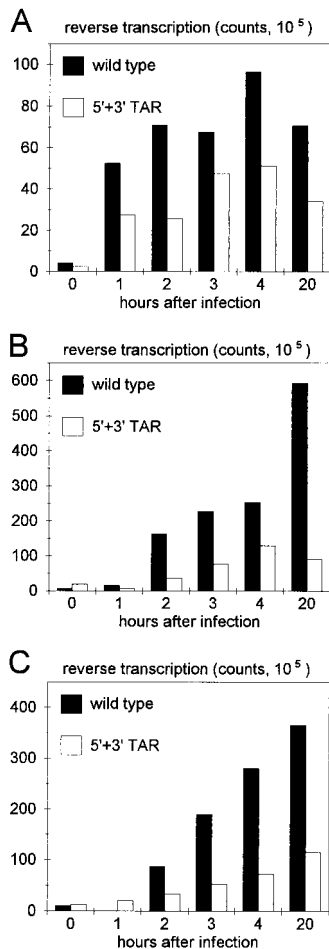 A
reverse transcription (counts, 10 5)
wild type
5'+3' TAR
100
80
60
40
20
0
0 1 2 3 4 20
hours after infection
B
reverse transcription (counts, 10 5)
wild type
5'+3' TAR
600
500
400
300
200
100
0
0 1 2 3 4 20
hours after infection
C
reverse transcription (counts, 10 5)
wild type
5'+3' TAR
400
300
200
100
0
0 1 2 3 4 20
hours after infection